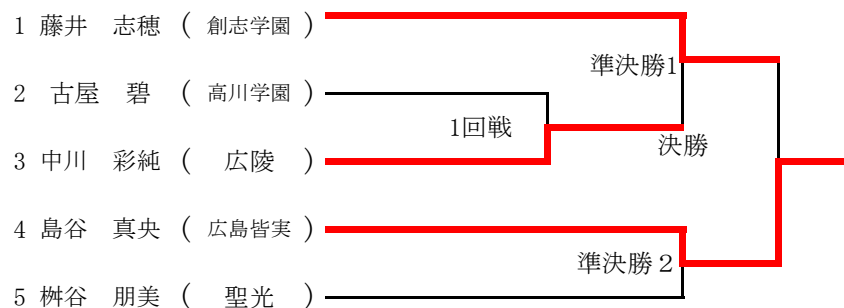 1 藤井 志穂 ( 創志学園 )
準決勝1
2 古屋 碧 ( 高川学園 )
1回戦
決勝
3 中川 彩純 ( 広陵 )
4 島谷 真央 ( 広島皆実 )
準決勝２
5 桝谷 朋美 ( 聖光 )